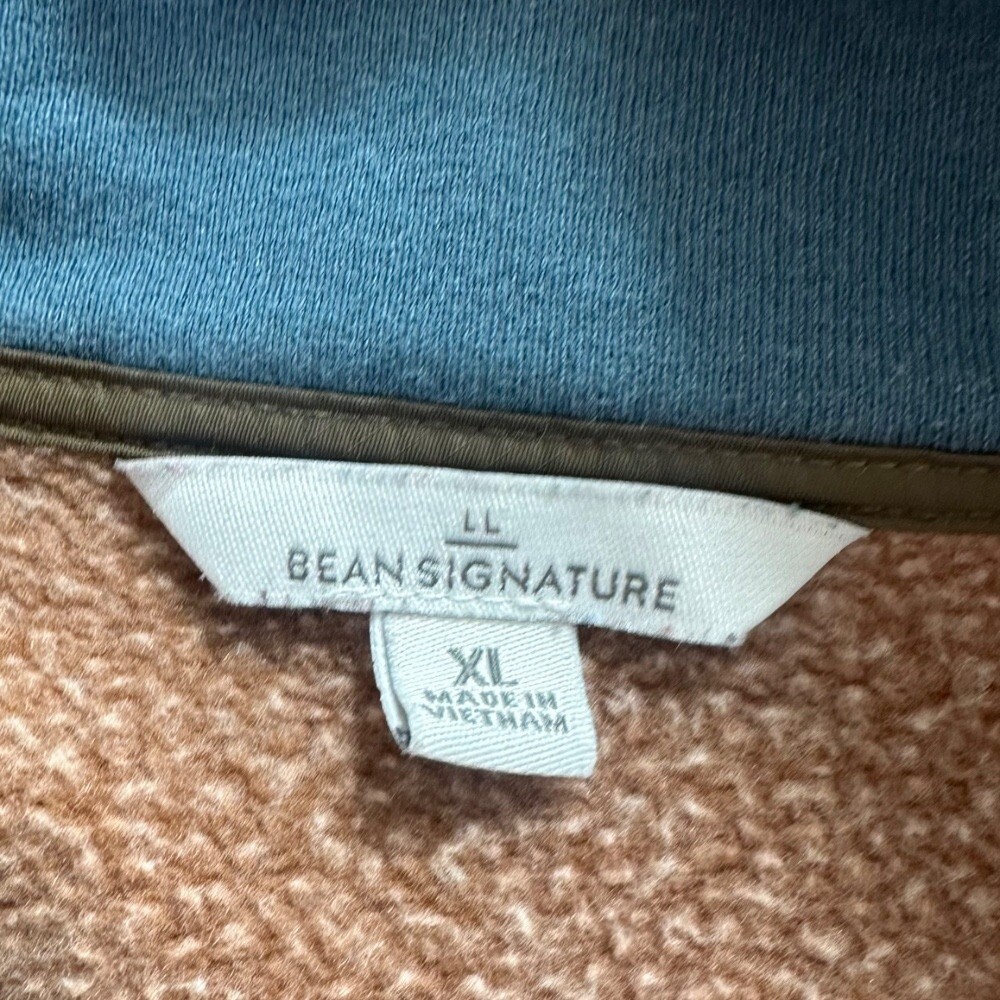 LL
BEAN SIGNATURE
XL
MADE IN
VIETNAM